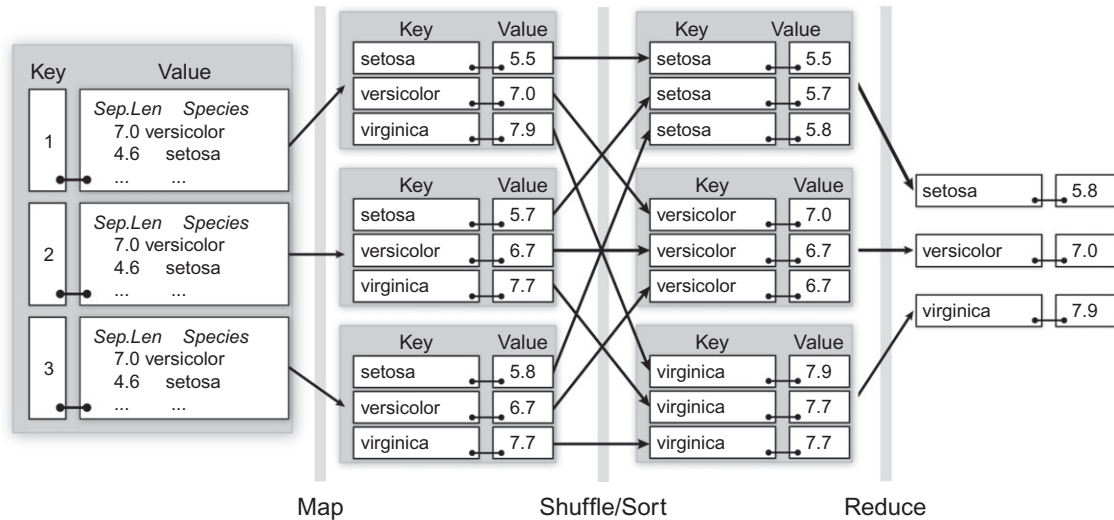 Key Value
1
Sep.Len Species
7.0 versicolor
4.6 setosa
... ...
2
Sep.Len Species
7.0 versicolor
4.6 setosa
... ...
3
Sep.Len Species
7.0 versicolor
4.6 setosa
... ...
Map
Key Value
setosa 5.5
versicolor 7.0
virginica 7.9
Key Value
setosa 5.7
versicolor 6.7
virginica 7.7
Key Value
setosa 5.8
versicolor 6.7
virginica 7.7
Shuffle/Sort
Key Value
setosa 5.5
setosa 5.7
setosa 5.8
Key Value
versicolor 7.0
versicolor 6.7
versicolor 6.7
Key Value
virginica 7.9
virginica 7.7
virginica 7.7
Reduce
setosa 5.8
versicolor 7.0
virginica 7.9